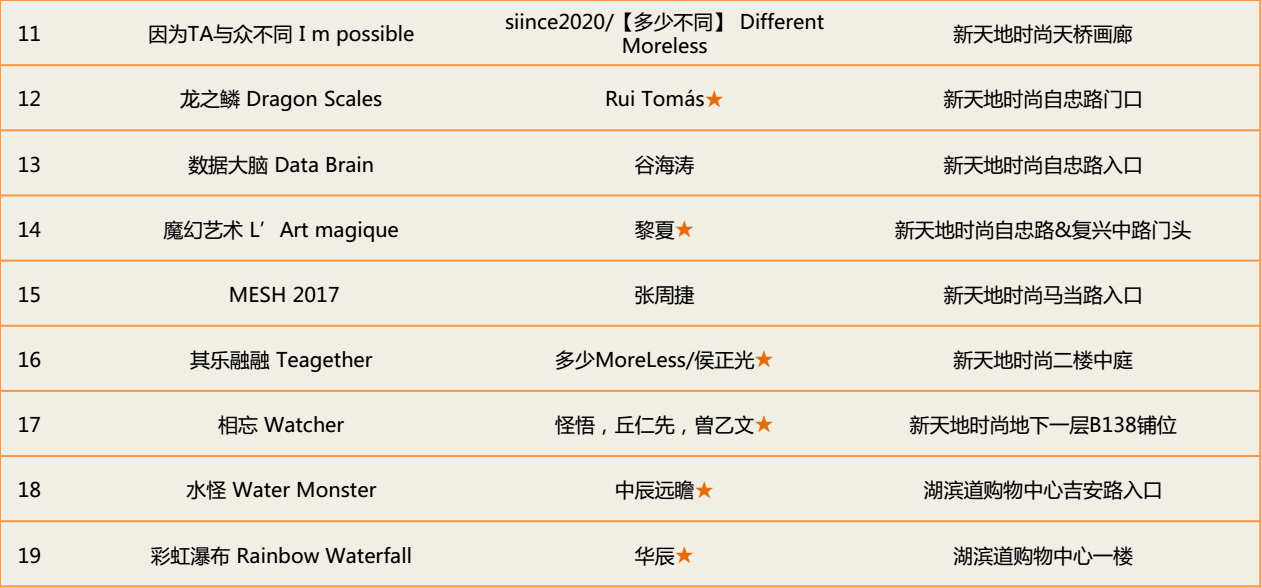 11 因为TA与众不同 I m possible siince2020/【多少不同】 Different Moreless 新天地时尚天桥画廊
12 龙之鳞 Dragon Scales Rui Tomás★ 新天地时尚自忠路门口
13 数据大脑 Data Brain 谷海涛 新天地时尚自忠路入口
14 魔幻艺术 L’Art magique 黎夏★ 新天地时尚自忠路&复兴中路门头
15 MESH 2017 张周捷 新天地时尚马当路入口
16 其乐融融 Teagether 多少MoreLess/侯正光★ 新天地时尚二楼中庭
17 相忘 Watcher 怪悟，丘仁先，曽乙文★ 新天地时尚地下一层B138铺位
18 水怪 Water Monster 中辰远瞻★ 湖滨道购物中心吉安路入口
19 彩虹瀑布 Rainbow Waterfall 华辰★ 湖滨道购物中心一楼